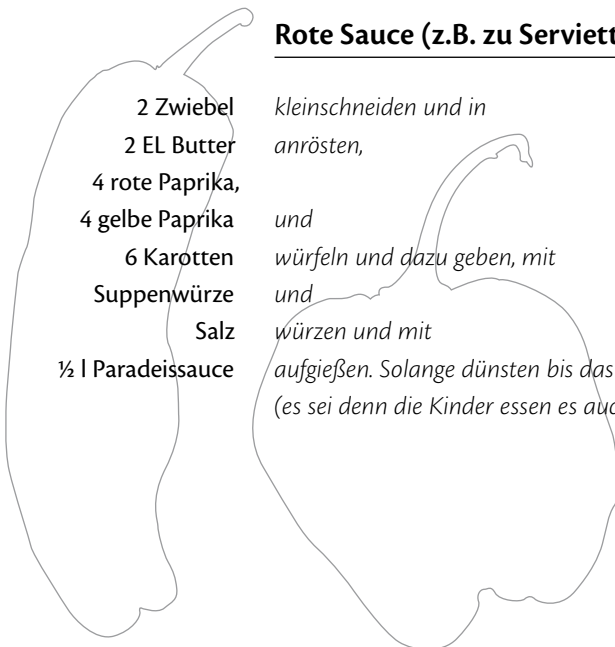 Rote Sauce (z.B. zu Serviett
2 Zwiebel kleinschneiden und in
2 EL Butter anrösten,
4 rote Paprika,
4 gelbe Paprika und
6 Karotten würfeln und dazu geben, mit
Suppenwürze und
Salz würzen und mit
½ l Paradeissauce aufgießen. Solange dünsten bis das
(es sei denn die Kinder essen es auc